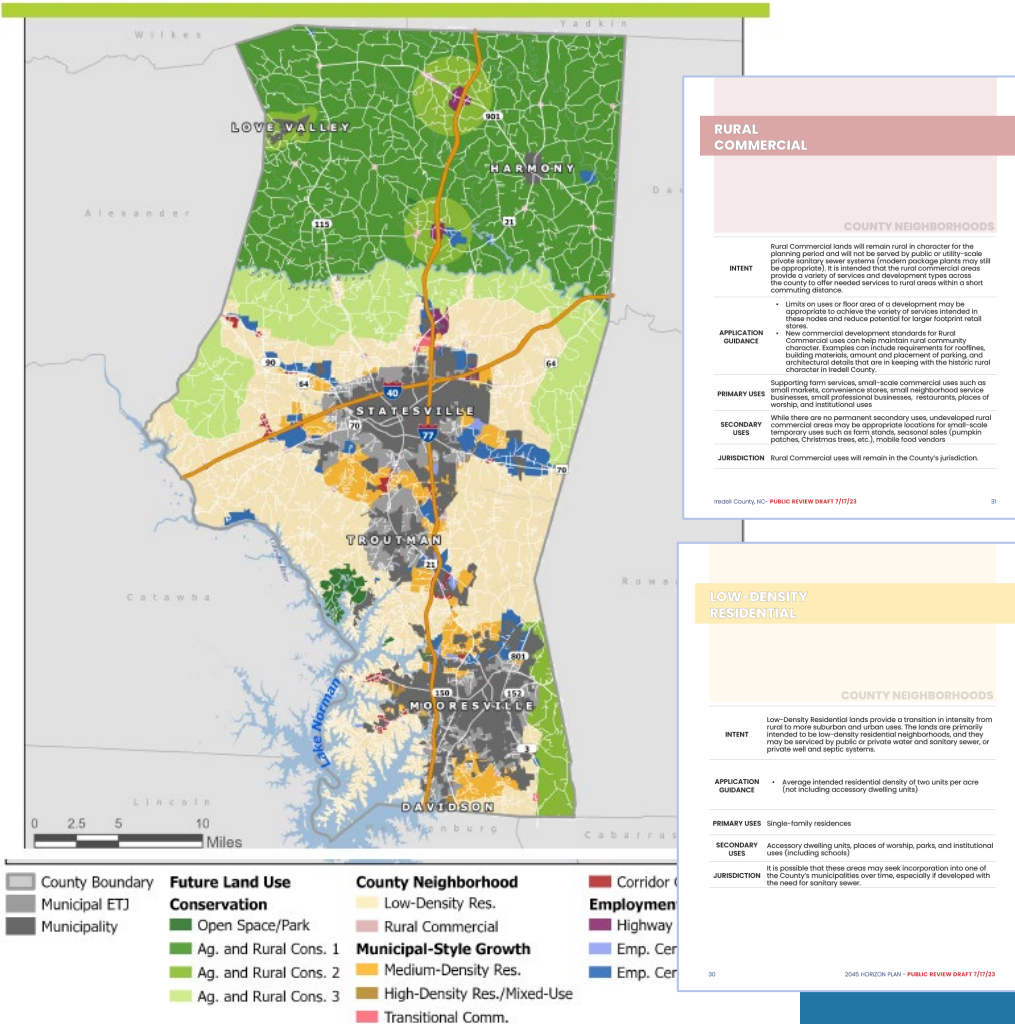 Wilkes
Yadkin
LOVE VALLEY
901
HARMONY
Alexander
115
21
90
64
64
40
STATESVILLE
70
77
70
TROUTMAN
21
Catawba
801
150
152
MOORESVILLE
Lake Norman
3
Lincoln
DAVIDSON
Cabarrus
0 2.5 5 10
Miles
County Boundary
Municipal ETJ
Municipality
Future Land Use
Conservation
Open Space/Park
Ag. and Rural Cons. 1
Ag. and Rural Cons. 2
Ag. and Rural Cons. 3
County Neighborhood
Low-Density Res.
Rural Commercial
Municipal-Style Growth
Medium-Density Res.
High-Density Res./Mixed-Use
Transitional Comm.
Corridor
Employmen
Highway
Emp. Cen
Emp. Cen
RURAL
COMMERCIAL
COUNTY NEIGHBORHOODS
INTENT
Rural Commercial lands will remain rural in character for the
planning period and will not be served by public or utility-scale
private sanitary sewer systems (modern package plants may still
be appropriate). It is intended that the rural commercial areas
provide a variety of services and development types across
the county to offer needed services to rural areas within a short
commuting distance.
APPLICATION
GUIDANCE
• Limits on uses or floor area of a development may be
appropriate to achieve the variety of services intended in
these nodes and reduce potential for larger footprint retail
stores.
• New commercial development standards for Rural
Commercial uses can help maintain rural community
character. Examples can include requirements for rooflines,
building materials, amount and placement of parking, and
architectural details that are in keeping with the historic rural
character in Iredell County.
PRIMARY USES
Supporting farm services, small-scale commercial uses such as
small markets, convenience stores, small neighborhood service
businesses, small professional businesses, restaurants, places of
worship, and institutional uses
SECONDARY
USES
While there are no permanent secondary uses, undeveloped rural
commercial areas may be appropriate locations for small-scale
temporary uses such as farm stands, seasonal sales (pumpkin
patches, Christmas trees, etc.), mobile food vendors
JURISDICTION
Rural Commercial uses will remain in the County's jurisdiction.
Iredell County, NC- PUBLIC REVIEW DRAFT 7/17/23
31
LOW-DENSITY
RESIDENTIAL
COUNTY NEIGHBORHOODS
INTENT
Low-Density Residential lands provide a transition in intensity from
rural to more suburban and urban uses. The lands are primarily
intended to be low-density residential neighborhoods, and they
may be serviced by public or private water and sanitary sewer, or
private well and septic systems.
APPLICATION
GUIDANCE
• Average intended residential density of two units per acre
(not including accessory dwelling units)
PRIMARY USES
Single-family residences
SECONDARY
USES
Accessory dwelling units, places of worship, parks, and institutional
uses (including schools)
JURISDICTION
It is possible that these areas may seek incorporation into one of
the County's municipalities over time, especially if developed with
the need for sanitary sewer.
30
2045 HORIZON PLAN - PUBLIC REVIEW DRAFT 7/17/23